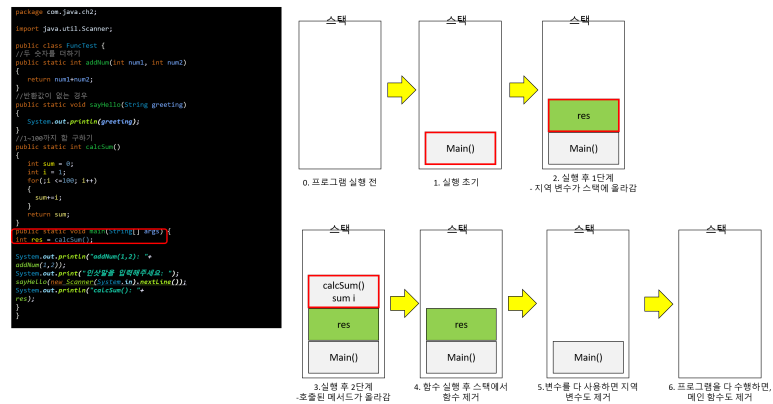 package com.java.ch2;
import java.util.Scanner;
public class FuncTest {
//두 숫자를 더하기
public static int addNum(int num1, int num2)
{
return num1+num2;
}
//반환값이 없는 경우
public static void sayHello(String greeting)
{
System.out.println(greeting);
}
//1~100까지 합 구하기
public static int calcSum()
{
int sum = 0;
int i = 1;
for(;i <=100; i++)
{
sum+=i;
}
return sum;
}
public static void main(String[] args) {
int res = calcSum();
System.out.println("addNum(1,2): "+
addNum(1,2));
System.out.print("인삿말을 입력해주세요: ");
sayHello(new Scanner(System.in).nextLine());
System.out.println("calcSum(): "+
res);
}
}
스택
0. 프로그램 실행 전
스택
Main()
1. 실행 초기
스택
res
Main()
2. 실행 후 1단계
- 지역 변수가 스택에 올라감
스택
calcSum()
sum i
res
Main()
3.실행 후 2단계
-호출된 메서드가 올라감
스택
res
Main()
4. 함수 실행 후 스택에서
함수 제거
스택
Main()
5.변수를 다 사용하면 지역
변수도 제거
스택
6. 프로그램을 다 수행하면,
메인 함수도 제거